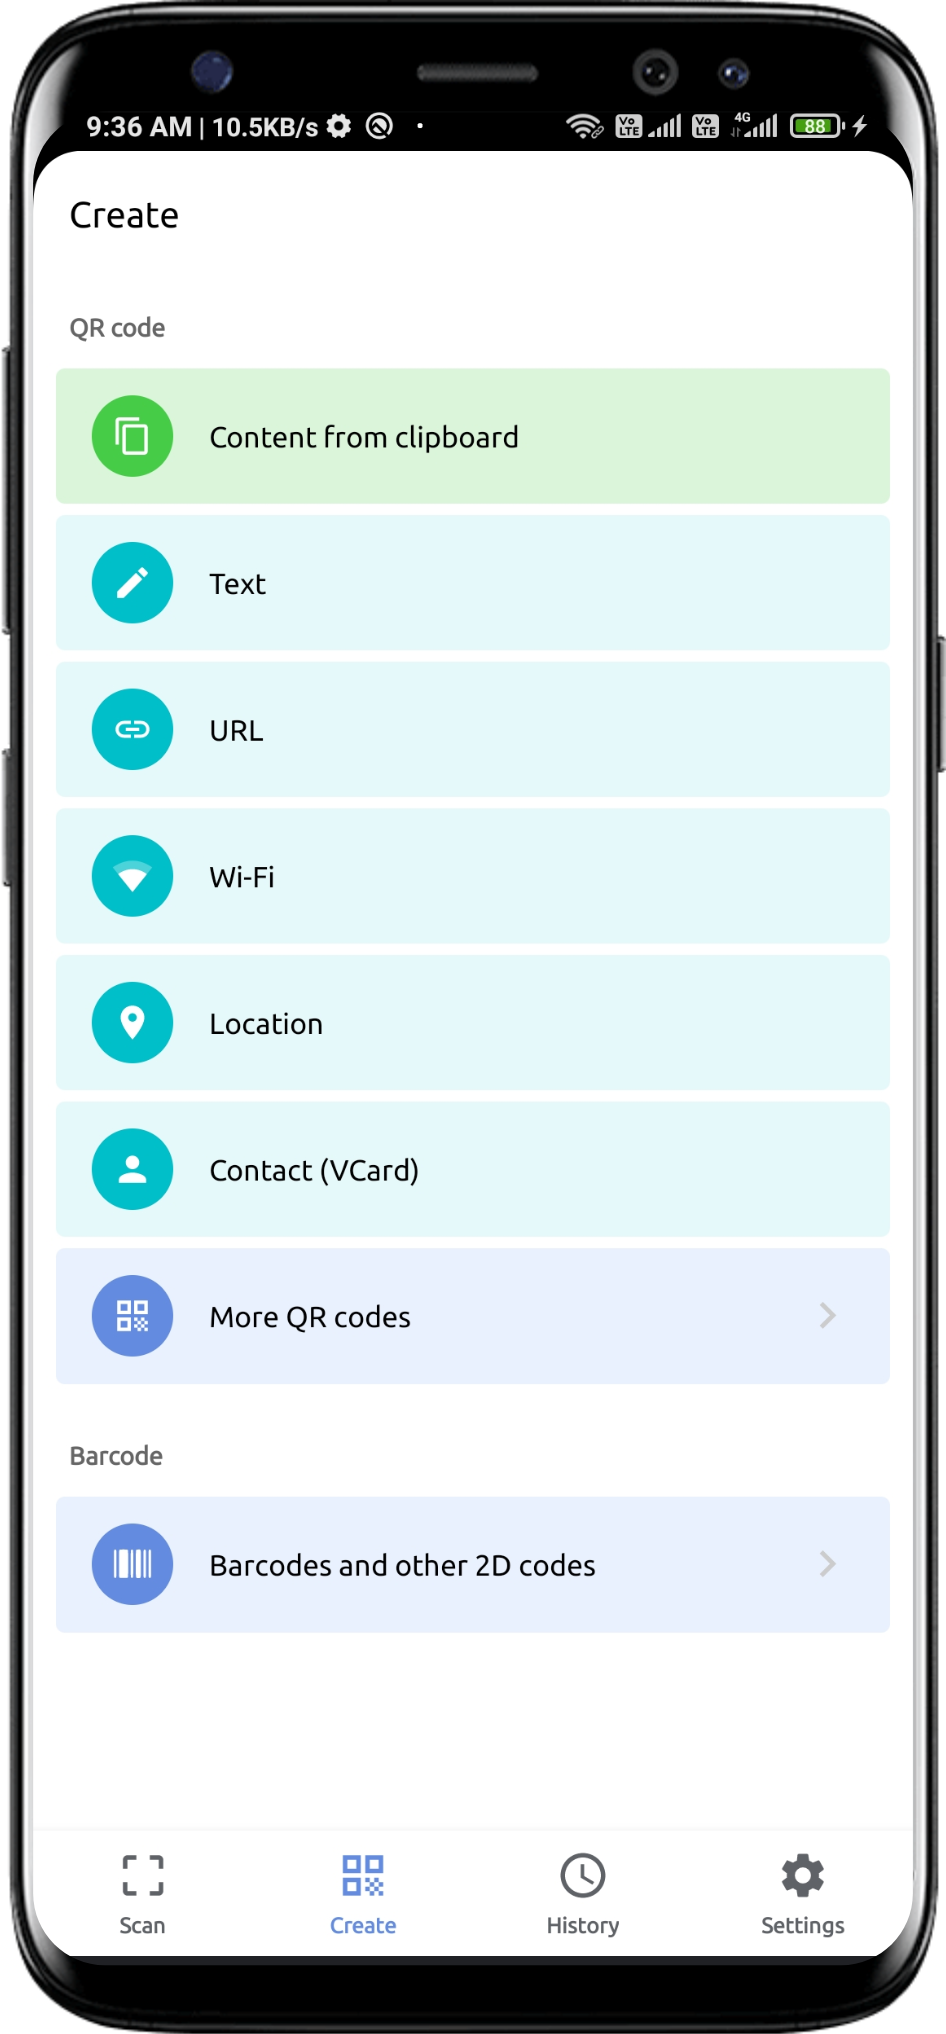 9:36 AM | 10.5KB/s
Vo LTE
Vo LTE
4G
88
Create
QR code
Content from clipboard
Text
URL
Wi-Fi
Location
Contact (VCard)
More QR codes
Barcode
Barcodes and other 2D codes
Scan
Create
History
Settings